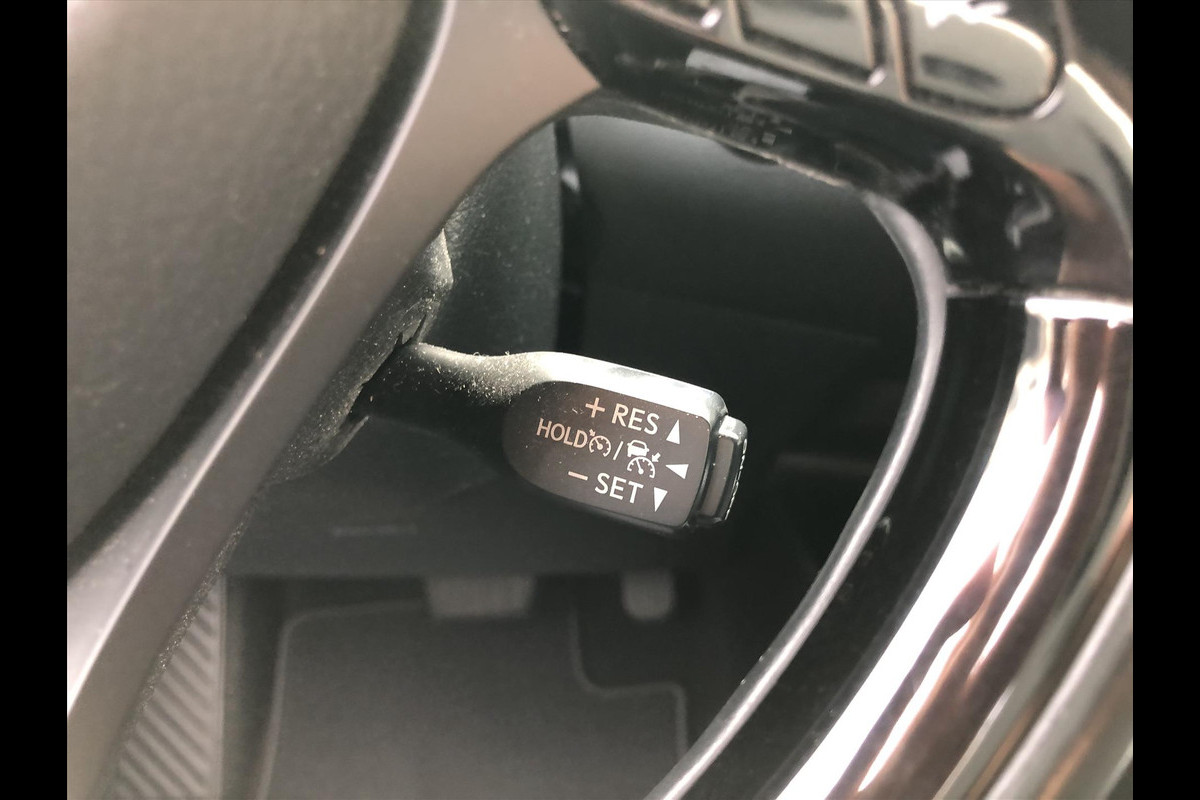 + RES
HOLD /
− SET